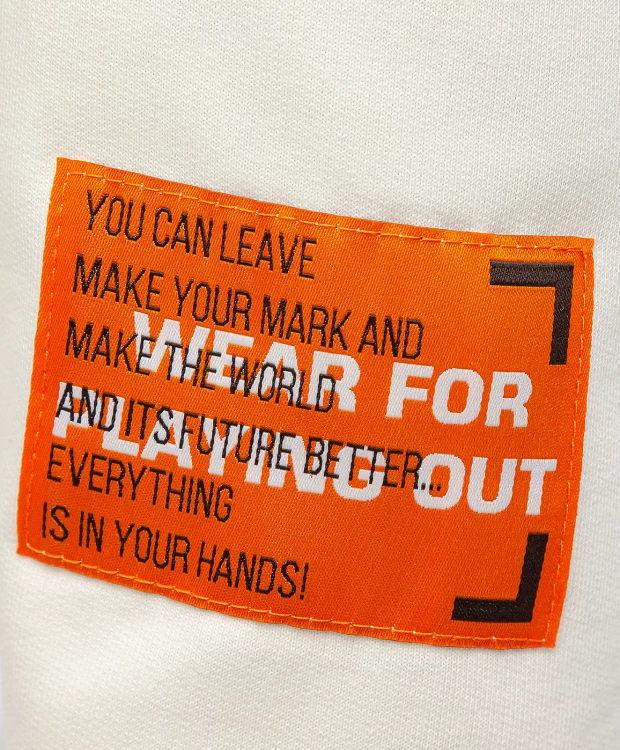 YOU CAN LEAVE
MAKE YOUR MARK AND
MAKE THE WORLD
AND ITS FUTURE BETTER...
EVERYTHING
IS IN YOUR HANDS!
WEAR FOR
PLAYING OUT